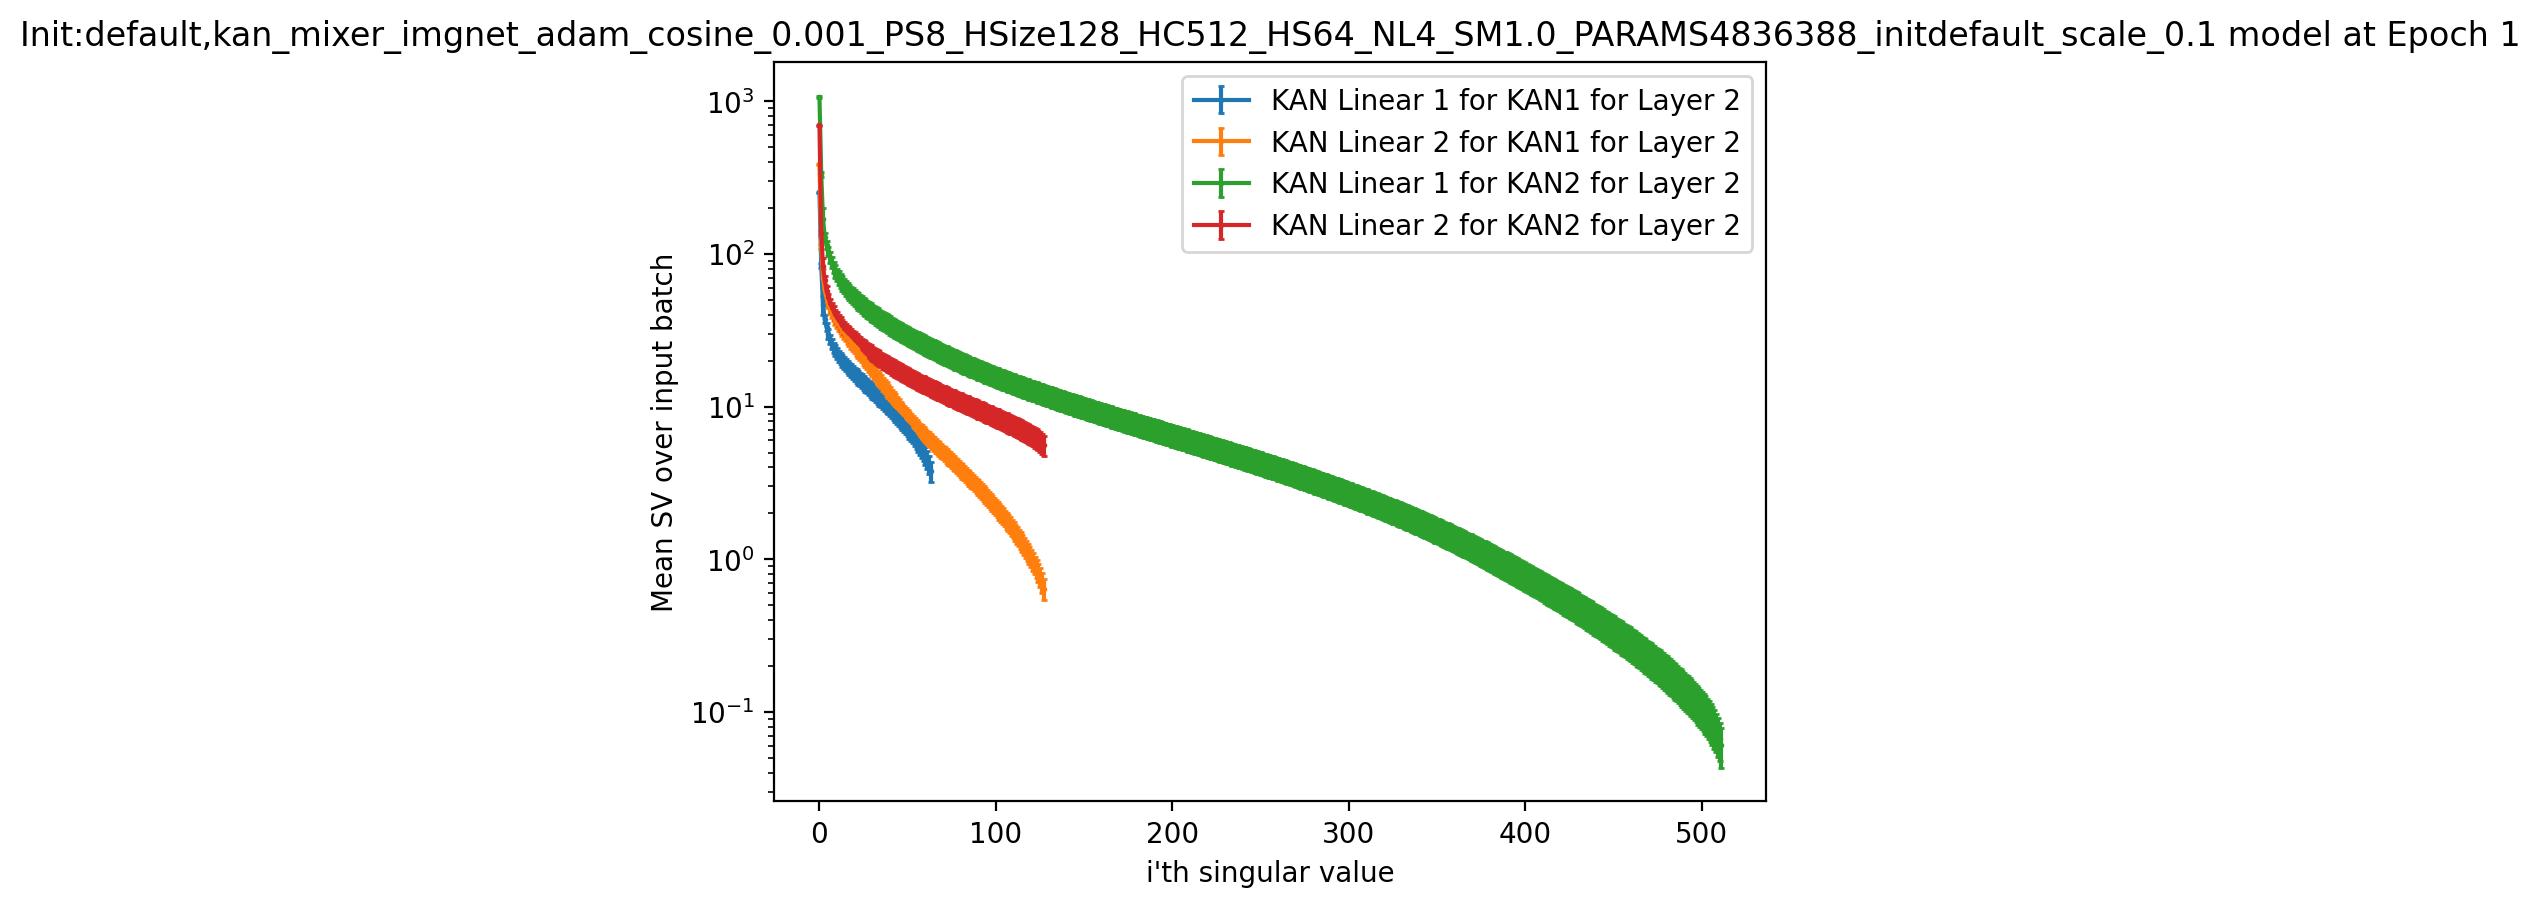 Init:default,kan_mixer_imgnet_adam_cosine_0.001_PS8_HSize128_HC512_HS64_NL4_SM1.0_PARAMS4836388_initdefault_scale_0.1 model at Epoch 1
KAN Linear 1 for KAN1 for Layer 2
KAN Linear 2 for KAN1 for Layer 2
KAN Linear 1 for KAN2 for Layer 2
KAN Linear 2 for KAN2 for Layer 2
Mean SV over input batch
10³
10²
10¹
10⁰
10⁻¹
0 100 200 300 400 500
i'th singular value